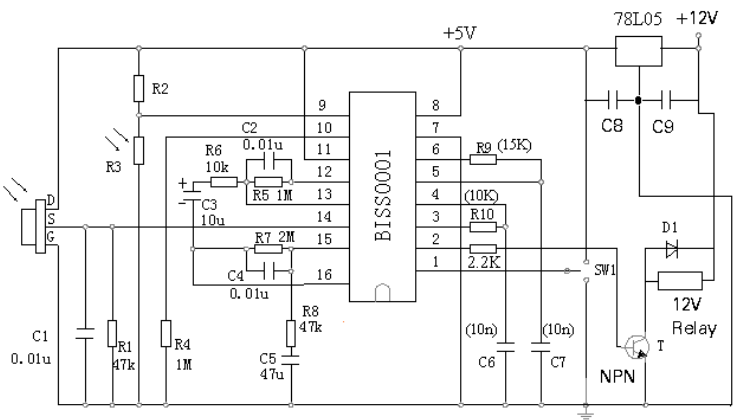 78L05
+12V
+5V
R2
9
8
C8
C9
10
7
C2
0.01u
R3
R6
10k
11
6
R9
(15K)
12
5
R5 1M
C3
10u
13
4
(10K)
D
S
G
14
3
R10
BISS0001
R7 2M
15
2
2.2K
D1
C4
0.01u
16
1
SW1
12V
Relay
R8
47k
C1
0.01u
R1
47k
R4
1M
C5
47u
(10n)
C6
(10n)
C7
T
NPN